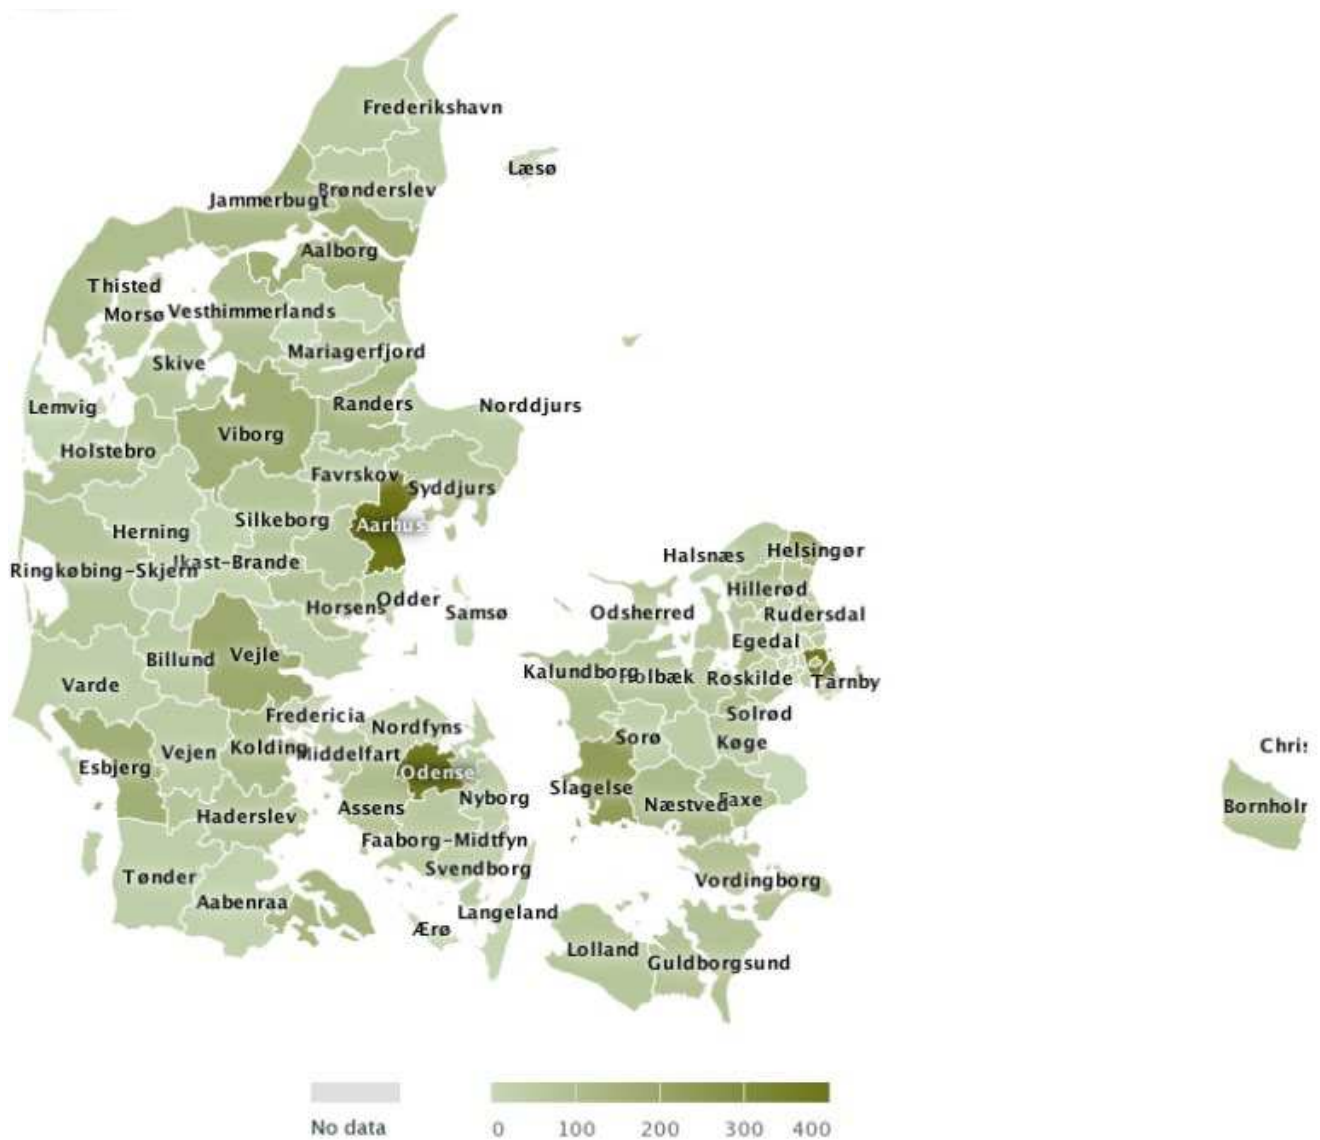 Frederikshavn
Læsø
Brønderslev
Jammerbugt
Aalborg
Thisted
Morsø
Vesthimmerlands
Mariagerfjord
Skive
Randers
Norddjurs
Lemvig
Viborg
Holstebro
Favrskov
Syddjurs
Silkeborg
Aarhus
Herning
Ikast-Brande
Ringkøbing-Skjern
Halsnæs
Helsingør
Hillerød
Odder
Horsens
Samsø
Odsherred
Rudersdal
Egedal
Billund
Vejle
Kalundborg
Holbæk
Roskilde
Tårnby
Varde
Fredericia
Nordfyns
Solrød
Sorø
Køge
Vejen
Kolding
Middelfart
Chris
Esbjerg
Odense
Slagelse
Nyborg
Næstved
Faxe
Assens
Bornholr
Haderslev
Faaborg-Midtfyn
Svendborg
Tønder
Vordingborg
Aabenraa
Langeland
Ærø
Lolland
Guldborgsund
No data
0 100 200 300 400